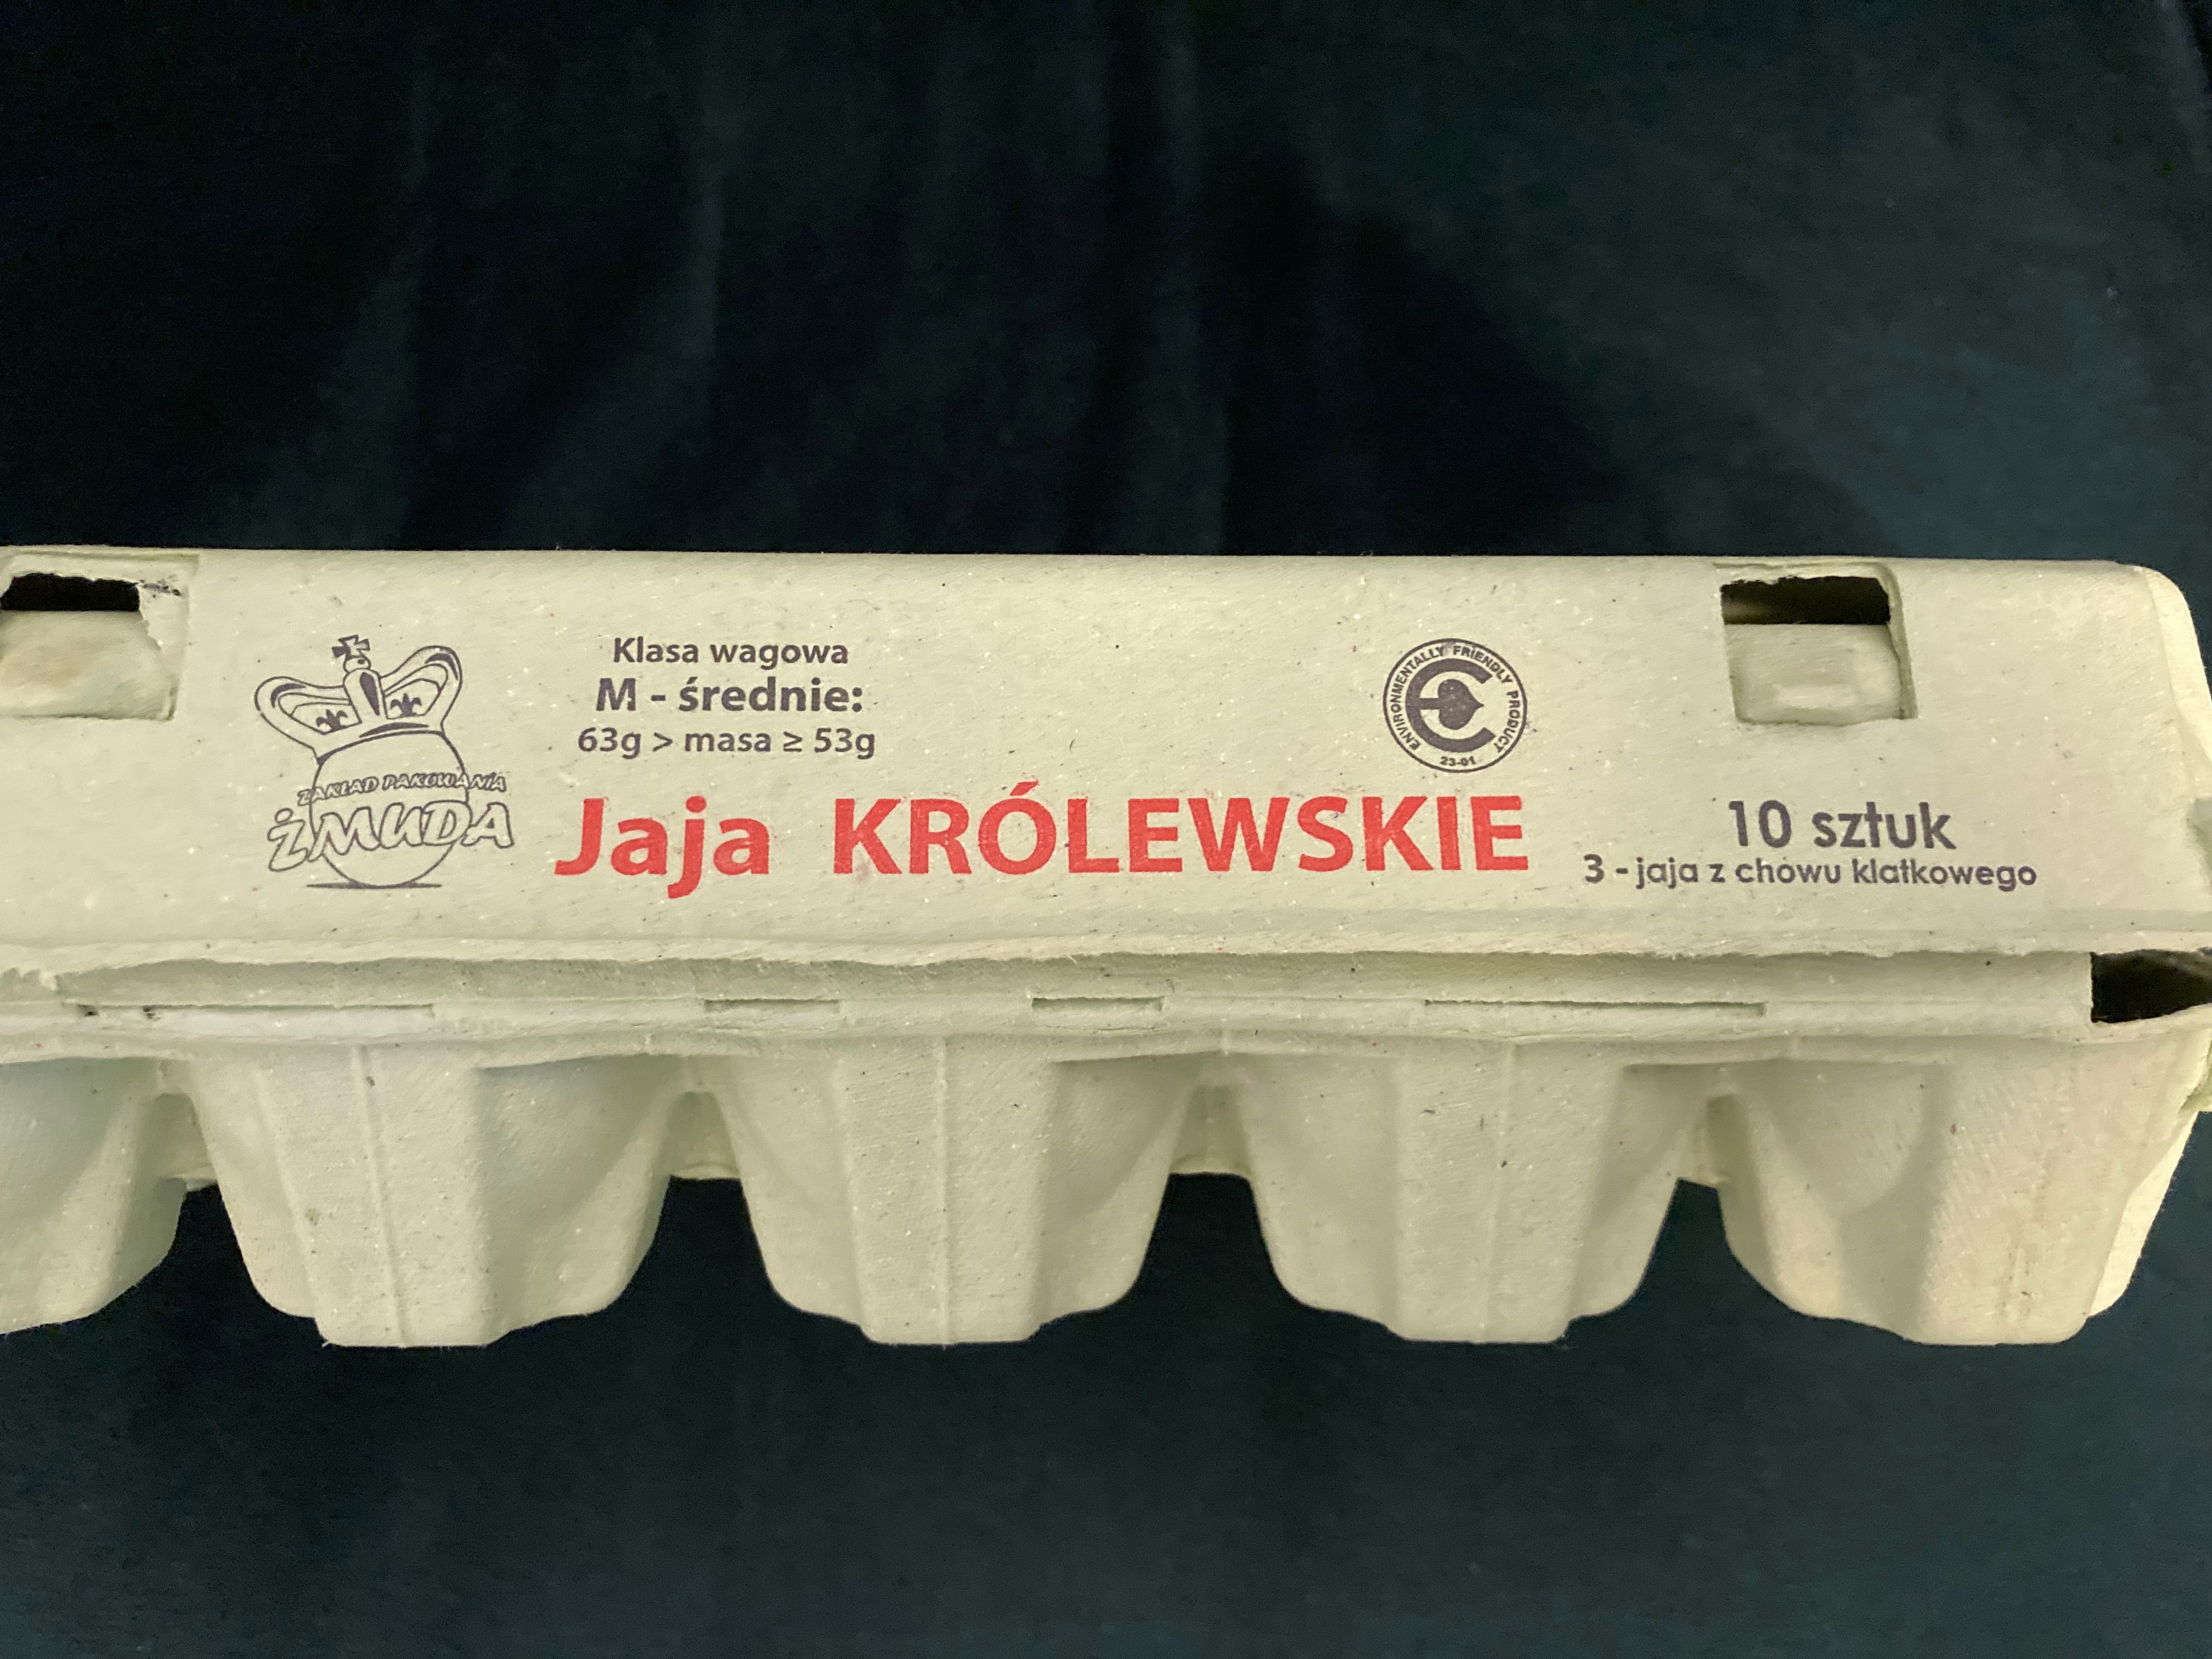 ZAKŁAD PAKOWANIA
ŻMUDA
Klasa wagowa
M - średnie:
63g > masa ≥ 53g
Jaja KRÓLEWSKIE
ENVIRONMENTALLY FRIENDLY PRODUCT
23-01
10 sztuk
3 - jaja z chowu klatkowego